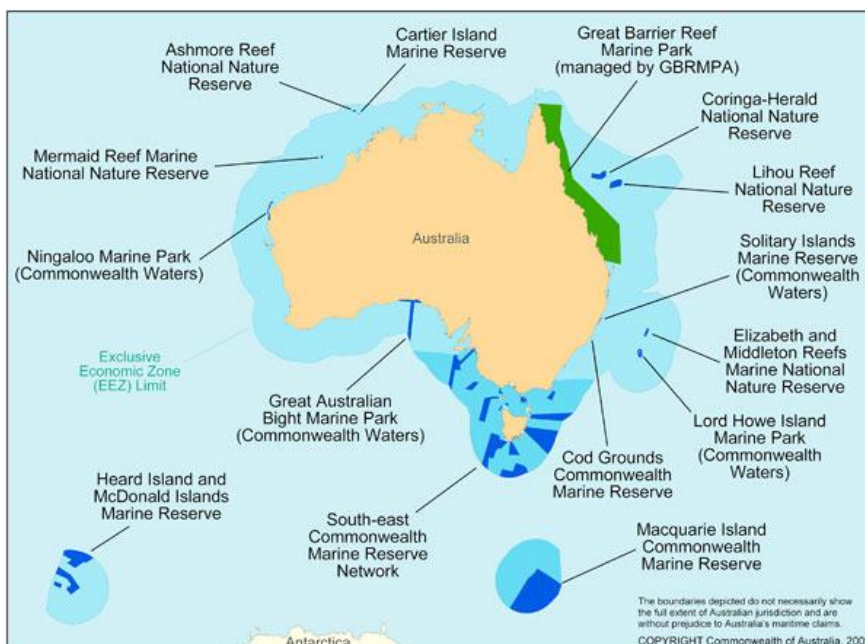 Cartier Island
Marine Reserve
Ashmore Reef
National Nature
Reserve
Great Barrier Reef
Marine Park
(managed by GBRMPA)
Coringa-Herald
National Nature
Reserve
Mermaid Reef Marine
National Nature Reserve
Lihou Reef
National Nature
Reserve
Australia
Ningaloo Marine Park
(Commonwealth Waters)
Solitary Islands
Marine Reserve
(Commonwealth
Waters)
Elizabeth and
Middleton Reefs
Marine National
Nature Reserve
Exclusive
Economic Zone
(EEZ) Limit
Great Australian
Bight Marine Park
(Commonwealth Waters)
Lord Howe Island
Marine Park
(Commonwealth
Waters)
Cod Grounds
Commonwealth
Marine Reserve
Heard Island and
McDonald Islands
Marine Reserve
South-east
Commonwealth
Marine Reserve
Network
Macquarie Island
Commonwealth
Marine Reserve
The boundaries depicted do not necessarily show
the full extent of Australian jurisdiction and are
without prejudice to Australia's maritime claims.
COPYRIGHT Commonwealth of Australia,
Antarctica